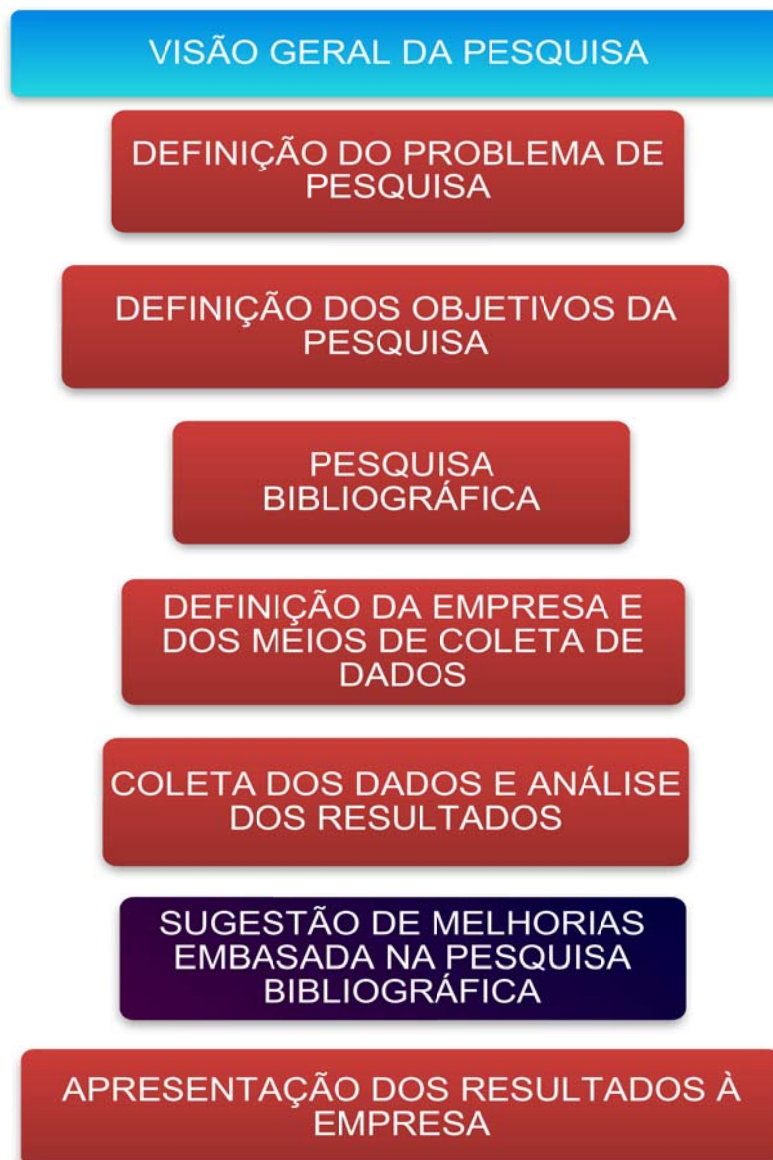 VISÃO GERAL DA PESQUISA
DEFINIÇÃO DO PROBLEMA DE
PESQUISA
DEFINIÇÃO DOS OBJETIVOS DA
PESQUISA
PESQUISA
BIBLIOGRÁFICA
DEFINIÇÃO DA EMPRESA E
DOS MEIOS DE COLETA DE
DADOS
COLETA DOS DADOS E ANÁLISE
DOS RESULTADOS
SUGESTÃO DE MELHORIAS
EMBASADA NA PESQUISA
BIBLIOGRÁFICA
APRESENTAÇÃO DOS RESULTADOS À
EMPRESA